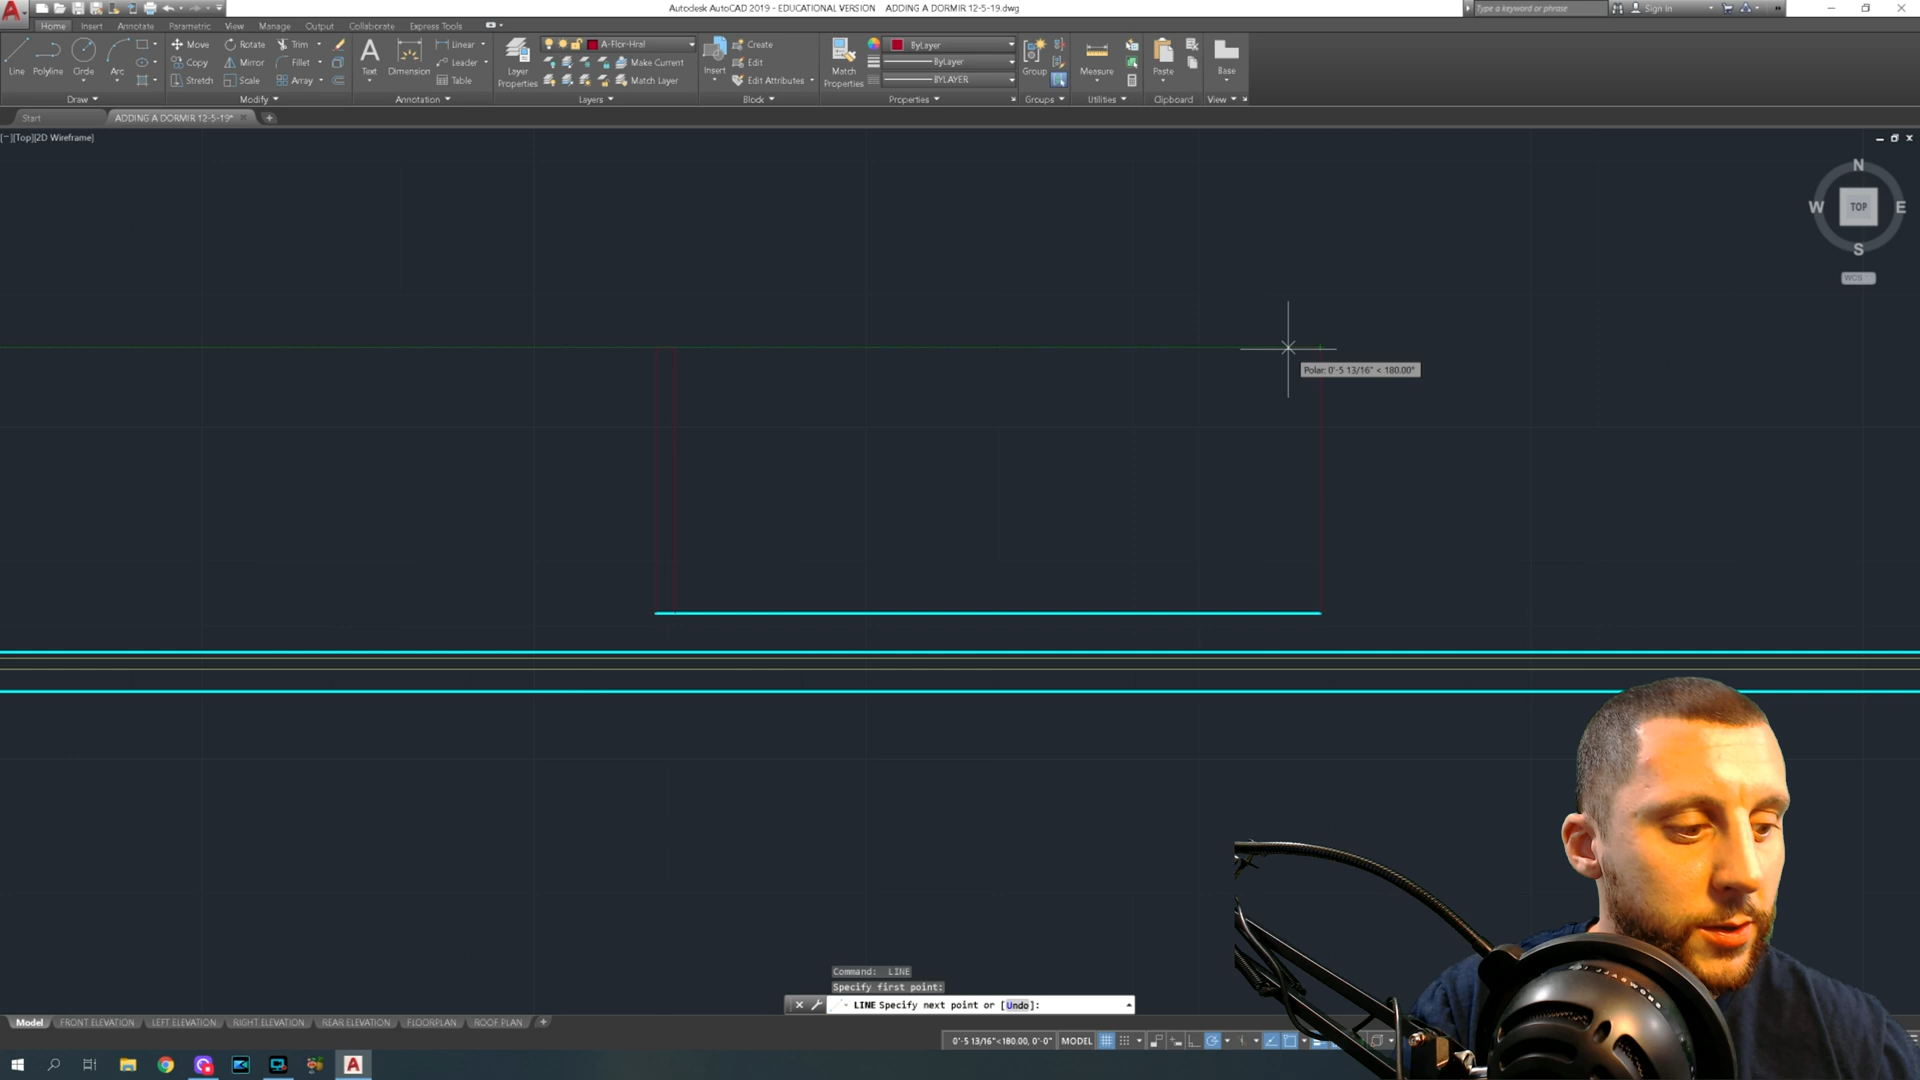 Autodesk AutoCAD 2019 - EDUCATIONAL VERSION ADDING A DORMIR 12-5-19.dwg
Type a keyword or phrase
Sign In
Home Insert Annotate Parametric View Manage Output Collaborate Express Tools
Line Polyline Circle Arc
Move Rotate Trim
Copy Mirror Fillet
Stretch Scale Array
Text Dimension
Linear
Leader
Table
Layer Properties
A-Flor-Hral
Make Current
Match Layer
Insert
Create
Edit
Edit Attributes
Match Properties
ByLayer
ByLayer
BYLAYER
Group
Measure
Paste
Base
Draw Modify Annotation Layers Block Properties Groups Utilities Clipboard View
Start
ADDING A DORMIR 12-5-19*
[−][Top][2D Wireframe]
N
W TOP E
S
WCS
Polar: 0'-5 13/16" < 180.00°
Command: LINE
Specify first point:
LINE Specify next point or [Undo]:
Model FRONT ELEVATION LEFT ELEVATION RIGHT ELEVATION REAR ELEVATION FLOORPLAN ROOF PLAN
0'-5 13/16"<180.00, 0'-0" MODEL